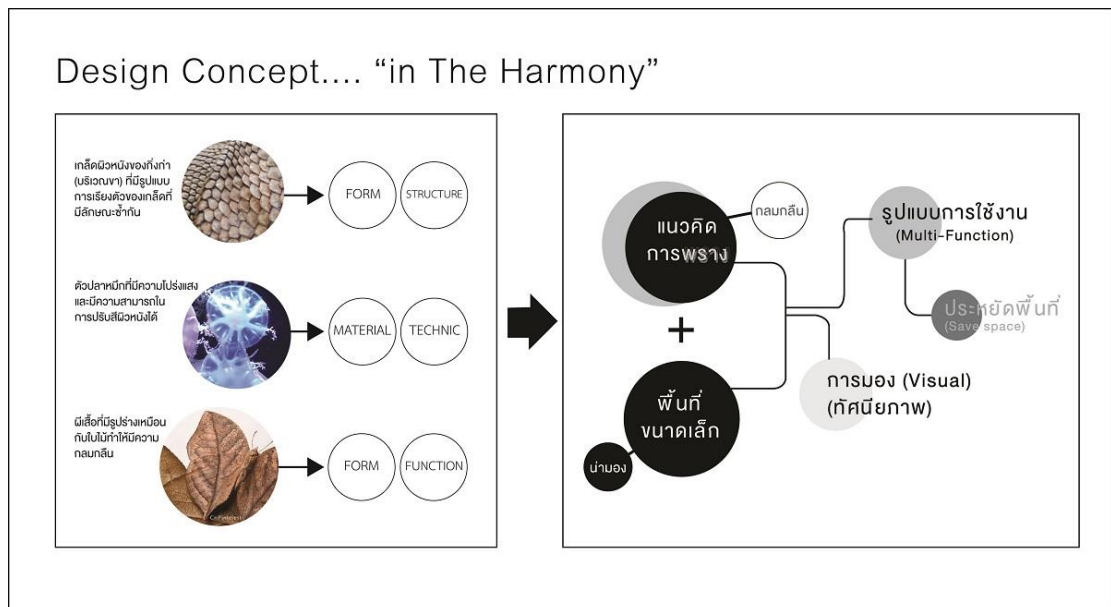 Design Concept.... “in The Harmony”
เกล็ดผิวหนังของกิ้งก่า
(บริเวณขา) ที่มีรูปแบบ
การเรียงตัวของเกล็ดที่
มีลักษณะซ้ำกัน
FORM
STRUCTURE
ตัวปลาหมึกที่มีความโปร่งแสง
และมีความสามารถใน
การปรับสีผิวหนังได้
MATERIAL
TECHNIC
ผีเสื้อที่มีรูปร่างเหมือน
กับใบไม้ทำให้มีความ
กลมกลืน
FORM
FUNCTION
แนวคิด
การพราง
กลมกลืน
+
พื้นที่
ขนาดเล็ก
น่ามอง
รูปแบบการใช้งาน
(Multi-Function)
ประหยัดพื้นที่
(Save space)
การมอง (Visual)
(ทัศนียภาพ)